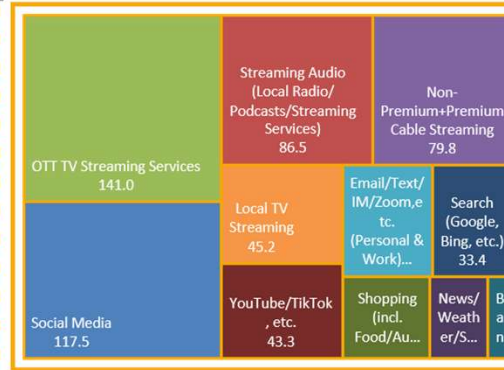 OTT TV Streaming Services
141.0
Social Media
117.5
Streaming Audio
(Local Radio/
Podcasts/Streaming
Services)
86.5
Non-
Premium+Premium
Cable Streaming
79.8
Local TV
Streaming
45.2
YouTube/TikTok
, etc.
43.3
Email/Text/
IM/Zoom,e
tc.
(Personal &
Work)...
Search
(Google,
Bing, etc.)
33.4
Shopping
(incl.
Food/Au...
News/
Weath
er/S...
B
a
n